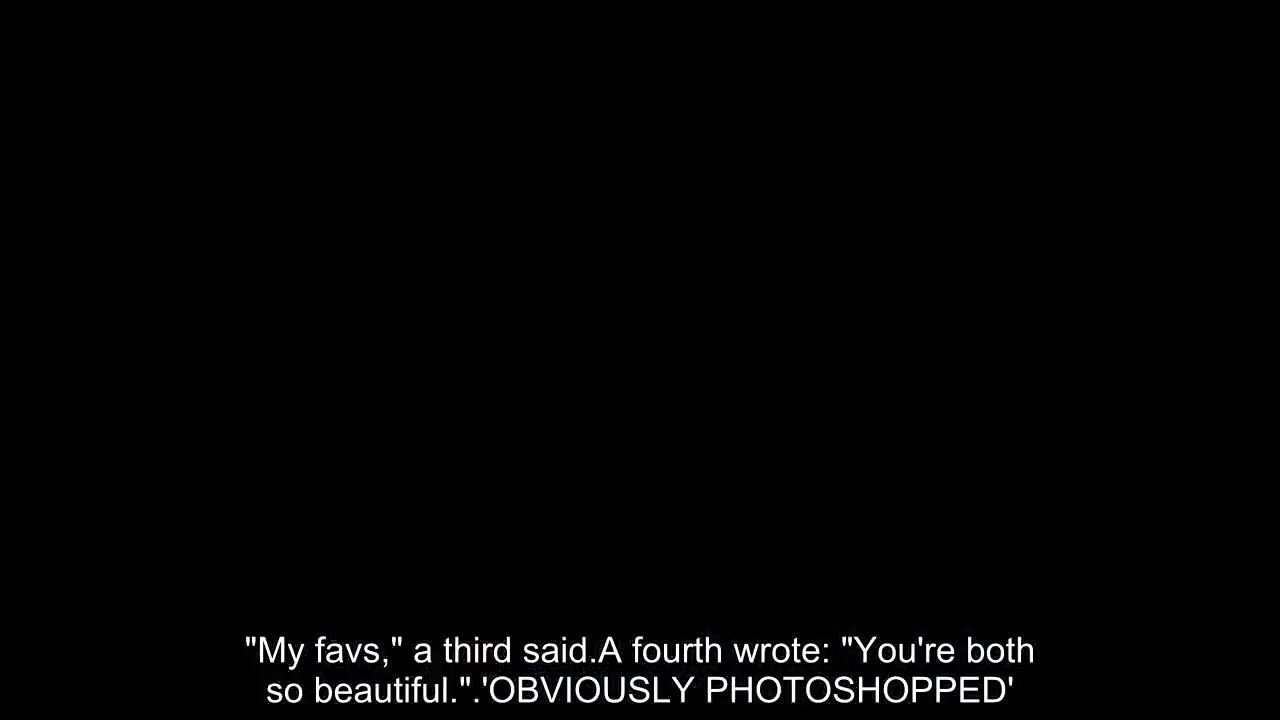 "My favs," a third said.A fourth wrote: "You're both
so beautiful.".'OBVIOUSLY PHOTOSHOPPED'